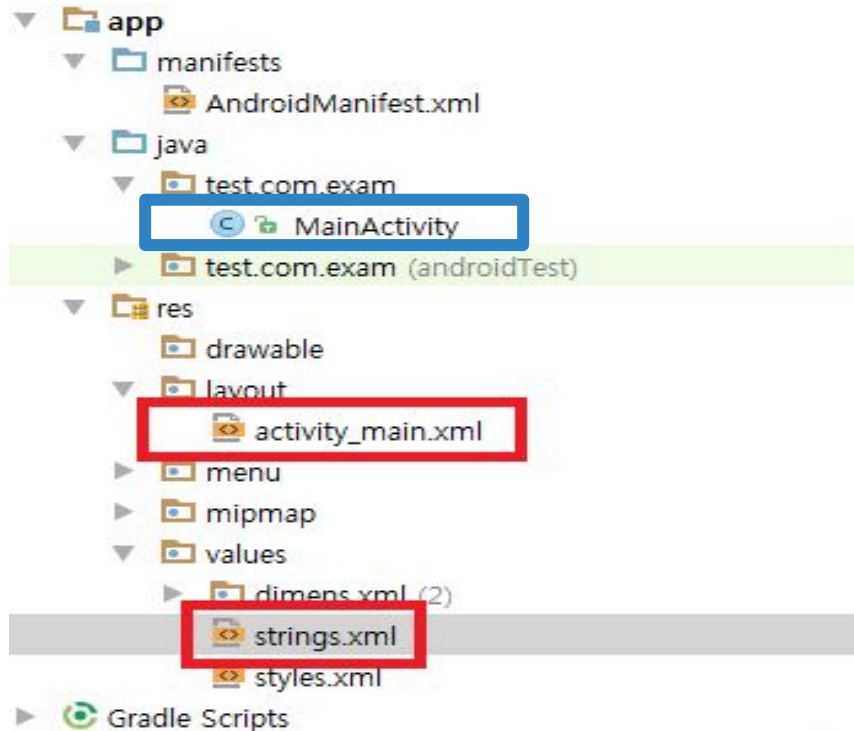 app
manifests
AndroidManifest.xml
java
test.com.exam
C MainActivity
test.com.exam (androidTest)
res
drawable
layout
activity_main.xml
menu
mipmap
values
dimens.xml (2)
strings.xml
styles.xml
Gradle Scripts